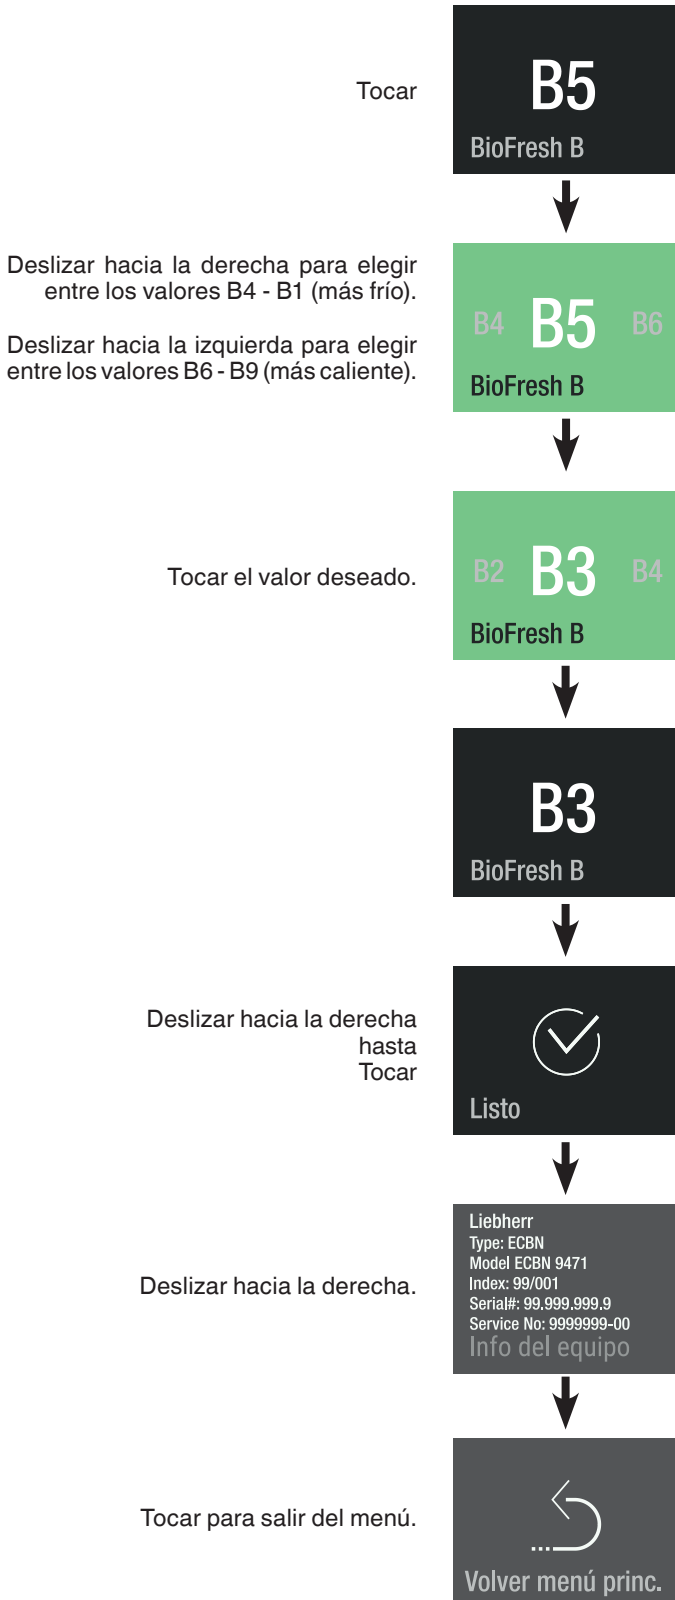 Tocar
B5
BioFresh B
Deslizar hacia la derecha para elegir
entre los valores B4 - B1 (más frío).
Deslizar hacia la izquierda para elegir
entre los valores B6 - B9 (más caliente).
B4 B5 B6
BioFresh B
Tocar el valor deseado.
B2 B3 B4
BioFresh B
B3
BioFresh B
Deslizar hacia la derecha
hasta
Tocar
Listo
Deslizar hacia la derecha.
Liebherr
Type: ECBN
Model ECBN 9471
Index: 99/001
Serial#: 99.999.999.9
Service No: 9999999-00
Info del equipo
Tocar para salir del menú.
Volver menú princ.